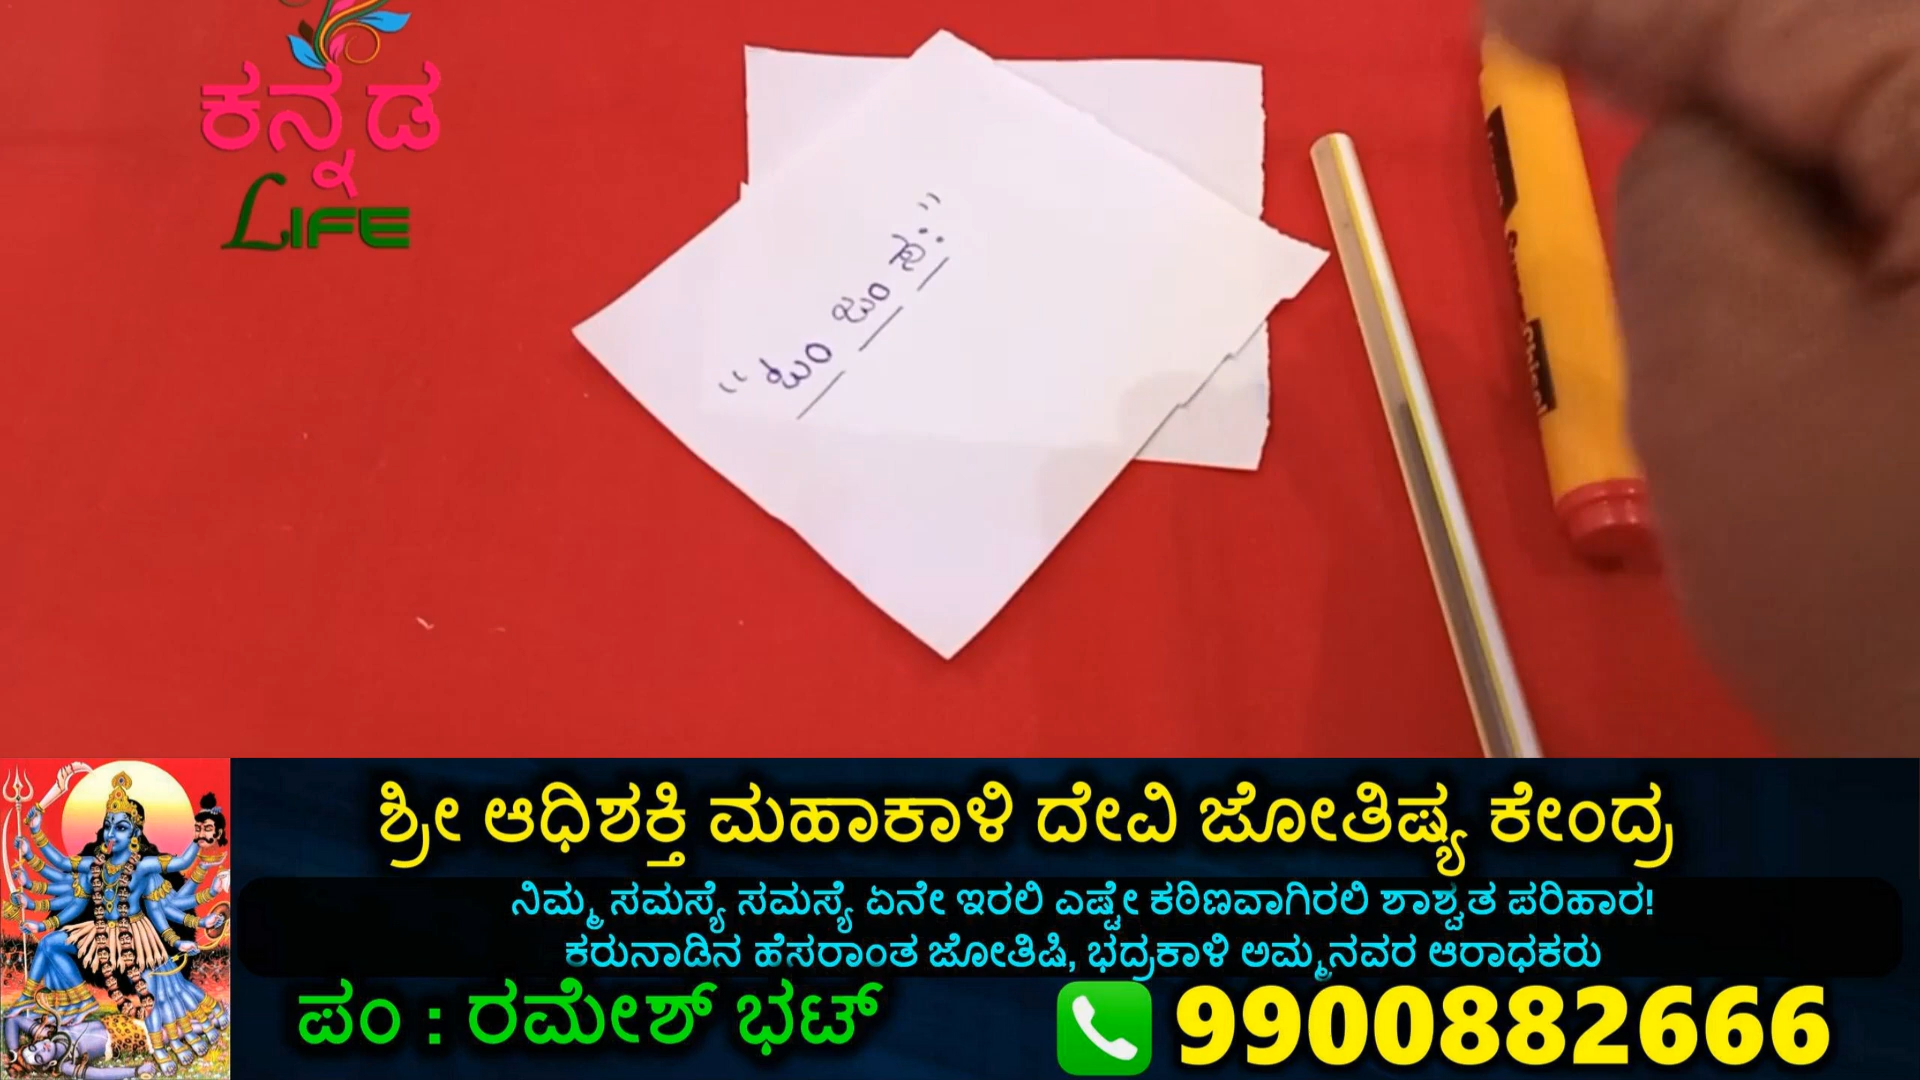 ಕನ್ನಡ
LIFE
ಜುಂ ಸ:"
ಶ್ರೀ ಆಧಿಶಕ್ತಿ ಮಹಾಕಾಳಿ ದೇವಿ ಜೋತಿಷ್ಯ ಕೇಂದ್ರ
ನಿಮ್ಮ ಸಮಸ್ಯೆ ಸಮಸ್ಯೆ ಏನೇ ಇರಲಿ ಎಷ್ಟೇ ಕಠಿಣವಾಗಿರಲಿ ಶಾಶ್ವತ ಪರಿಹಾರ!
ಕರುನಾಡಿನ ಹೆಸರಾಂತ ಜೋತಿಷಿ, ಭದ್ರಕಾಳಿ ಅಮ್ಮನವರ ಆರಾಧಕರು
ಪಂ : ರಮೇಶ್ ಭಟ್
9900882666